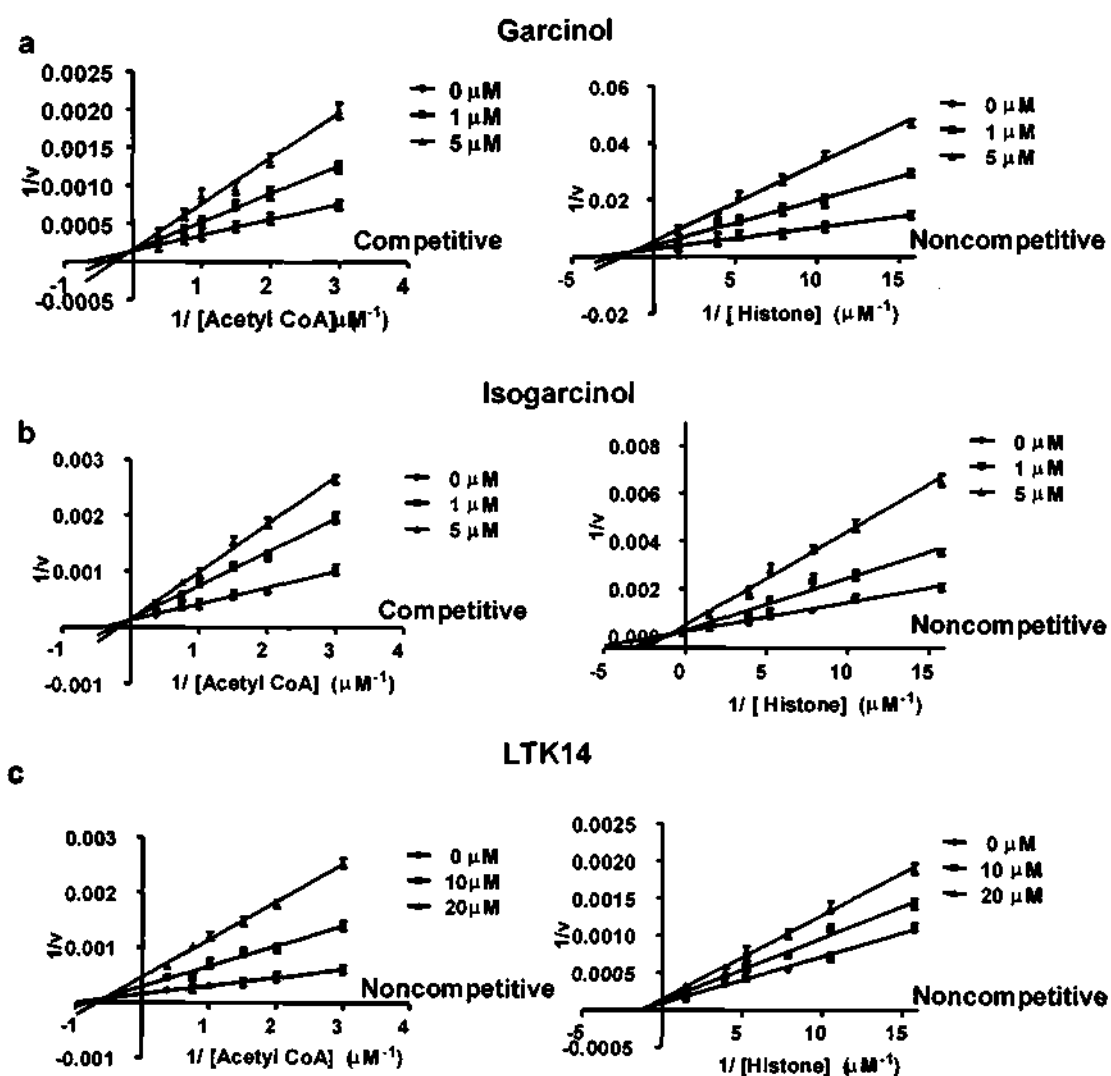 a
Garcinol
0.0025
0.0020
0.0015
0.0010
0.0005
-0.0005
1/v
0 µM
1 µM
5 µM
Competitive
-1 1 2 3 4
1/ [Acetyl CoA]µM⁻¹)
0.06
0.04
0.02
-0.02
1/v
0 µM
1 µM
5 µM
Noncompetitive
-5 5 10 15
1/ [ Histone] (µM⁻¹)
b
Isogarcinol
0.003
0.002
0.001
-0.001
1/v
0 µM
1 µM
5 µM
Competitive
-1 1 2 3 4
1/ [Acetyl CoA] (µM⁻¹)
0.008
0.006
0.004
0.002
0.000
1/v
0 µM
1 µM
5 µM
Noncompetitive
-5 0 5 10 15
1/ [ Histone] (µM⁻¹)
c
LTK14
0.003
0.002
0.001
-0.001
1/v
0 µM
10µM
20µM
Noncompetitive
-1 1 2 3 4
1/ [Acetyl CoA] (µM⁻¹)
0.0025
0.0020
0.0015
0.0010
0.0005
-0.0005
1/v
0 µM
10 µM
20 µM
Noncompetitive
-5 5 10 15
1/ [Histone] (µM⁻¹)